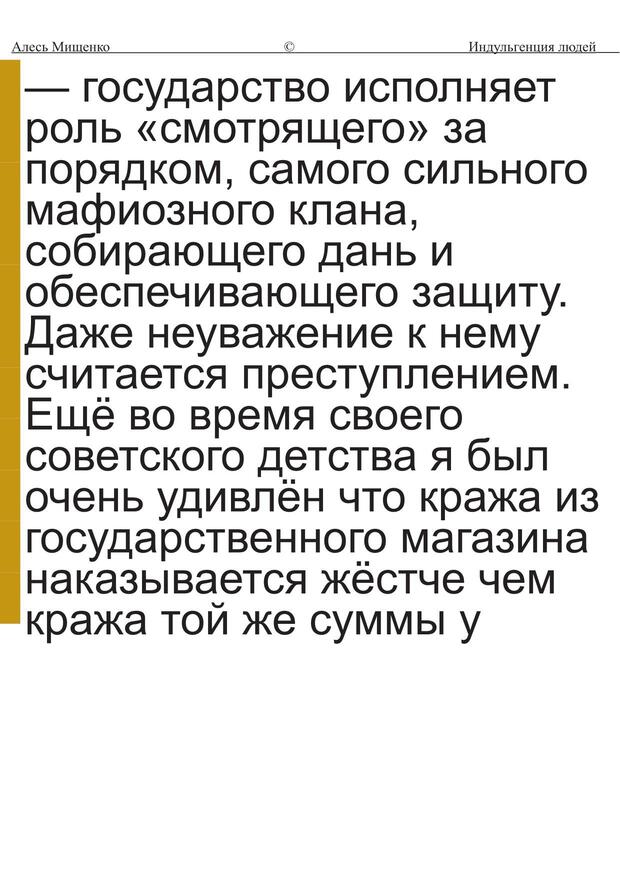 Алесь Мищенко © Индульгенция людей
— государство исполняет
роль «смотрящего» за
порядком, самого сильного
мафиозного клана,
собирающего дань и
обеспечивающего защиту.
Даже неуважение к нему
считается преступлением.
Ещё во время своего
советского детства я был
очень удивлён что кража из
государственного магазина
наказывается жёстче чем
кража той же суммы у